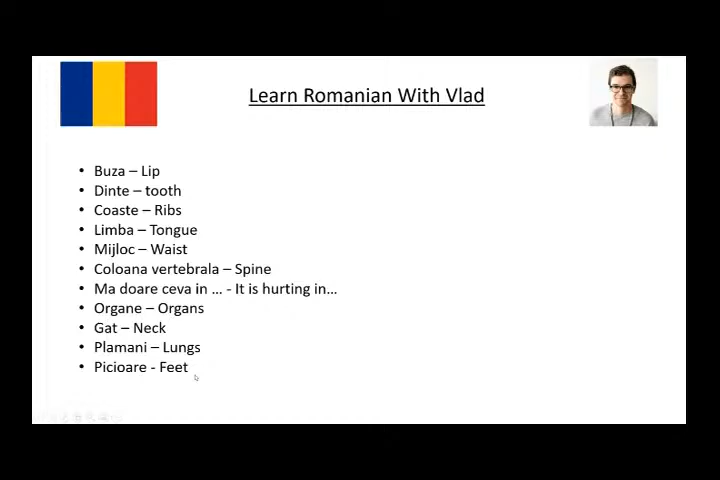 Learn Romanian With Vlad
• Buza – Lip
• Dinte – tooth
• Coaste – Ribs
• Limba – Tongue
• Mijloc – Waist
• Coloana vertebrala – Spine
• Ma doare ceva in ... - It is hurting in...
• Organe – Organs
• Gat – Neck
• Plamani – Lungs
• Picioare - Feet